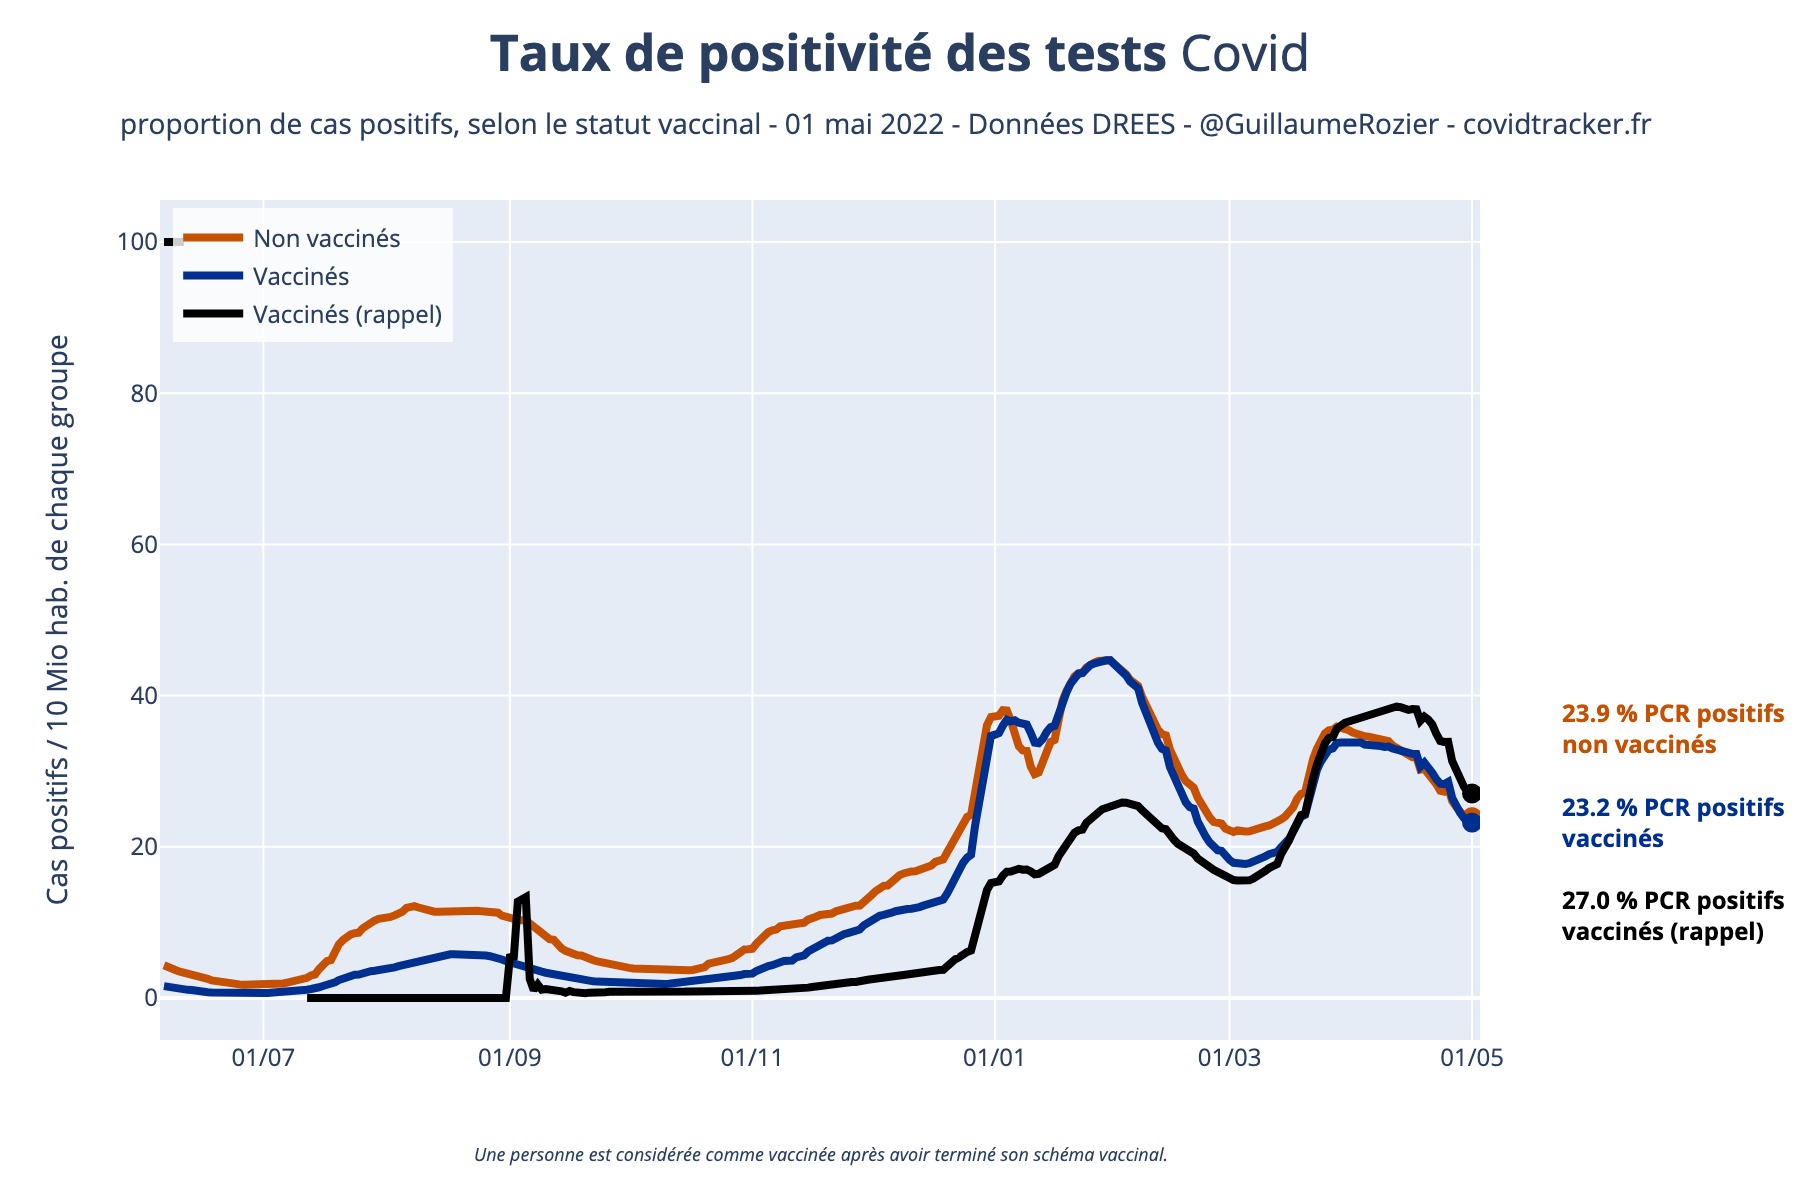 Taux de positivité des tests Covid
proportion de cas positifs, selon le statut vaccinal - 01 mai 2022 - Données DREES - @GuillaumeRozier - covidtracker.fr
Cas positifs / 10 Mio hab. de chaque groupe
100
80
60
40
20
0
Non vaccinés
Vaccinés
Vaccinés (rappel)
23.9 % PCR positifs
non vaccinés
23.2 % PCR positifs
vaccinés
27.0 % PCR positifs
vaccinés (rappel)
01/07
01/09
01/11
01/01
01/03
01/05
Une personne est considérée comme vaccinée après avoir terminé son schéma vaccinal.